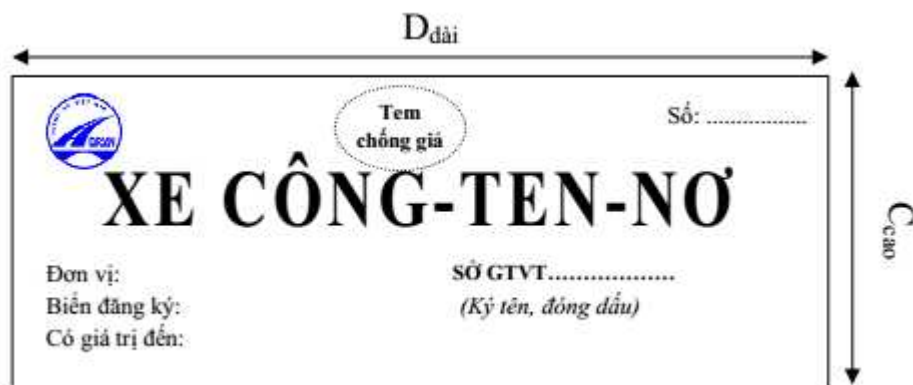 Ddài
Tem
chống giả
Số: ..................
XE CÔNG-TEN-NƠ
Đơn vị:
SỞ GTVT...................
Biển đăng ký:
(Ký tên, đóng dấu)
Có giá trị đến:
Ccao